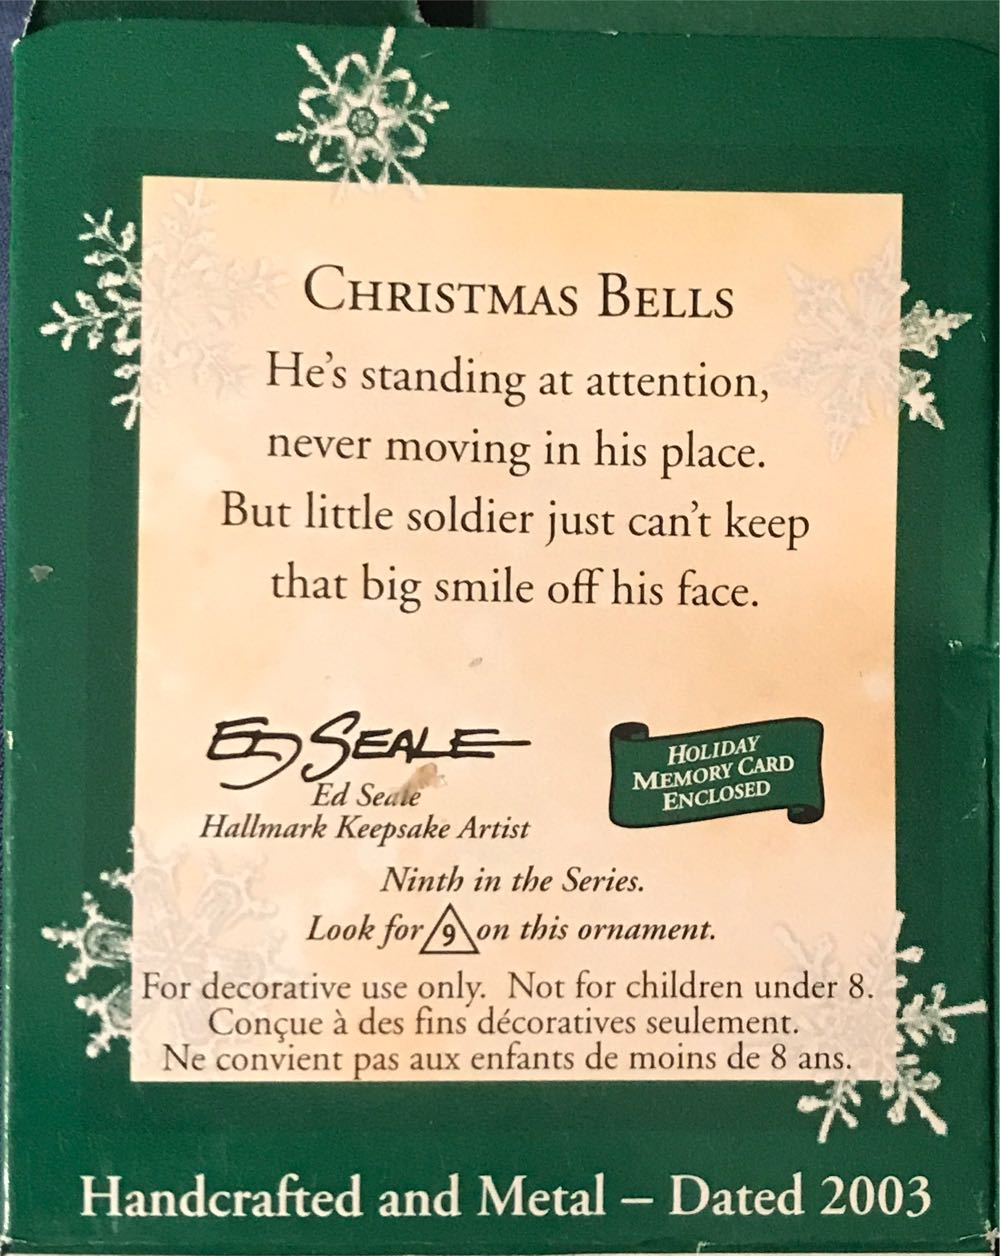 CHRISTMAS BELLS
He's standing at attention,
never moving in his place.
But little soldier just can't keep
that big smile off his face.
ED SEALE
Ed Seale
Hallmark Keepsake Artist
HOLIDAY
MEMORY CARD
ENCLOSED
Ninth in the Series.
Look for 9 on this ornament.
For decorative use only. Not for children under 8.
Conçue à des fins décoratives seulement.
Ne convient pas aux enfants de moins de 8 ans.
Handcrafted and Metal – Dated 2003